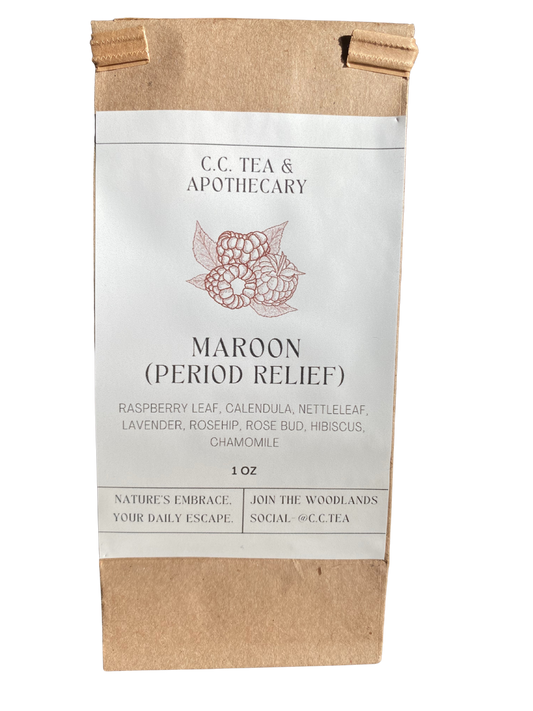 C.C. TEA &
APOTHECARY
MAROON
(PERIOD RELIEF)
RASPBERRY LEAF, CALENDULA, NETTLELEAF,
LAVENDER, ROSEHIP, ROSE BUD, HIBISCUS,
CHAMOMILE
1 OZ
NATURE'S EMBRACE.
YOUR DAILY ESCAPE.
JOIN THE WOODLANDS
SOCIAL-@C.C.TEA